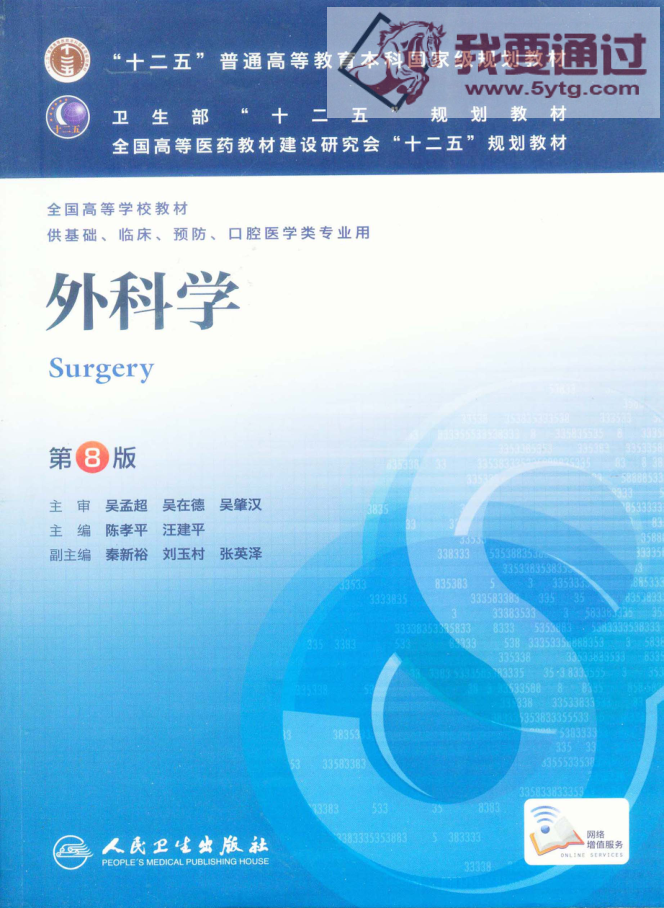 “十二五”普通高等教育本科国家级规划教材
我要通过
www.5ytg.com
十二五
卫生部“十二五”规划教材
全国高等医药教材建设研究会“十二五”规划教材
全国高等学校教材
供基础、临床、预防、口腔医学类专业用
外科学
Surgery
第8版
主 审 吴孟超 吴在德 吴肇汉
主 编 陈孝平 汪建平
副主编 秦新裕 刘玉村 张英泽
人民卫生出版社
PEOPLE'S MEDICAL PUBLISHING HOUSE
网络
增值服务
ONLINE SERVICES